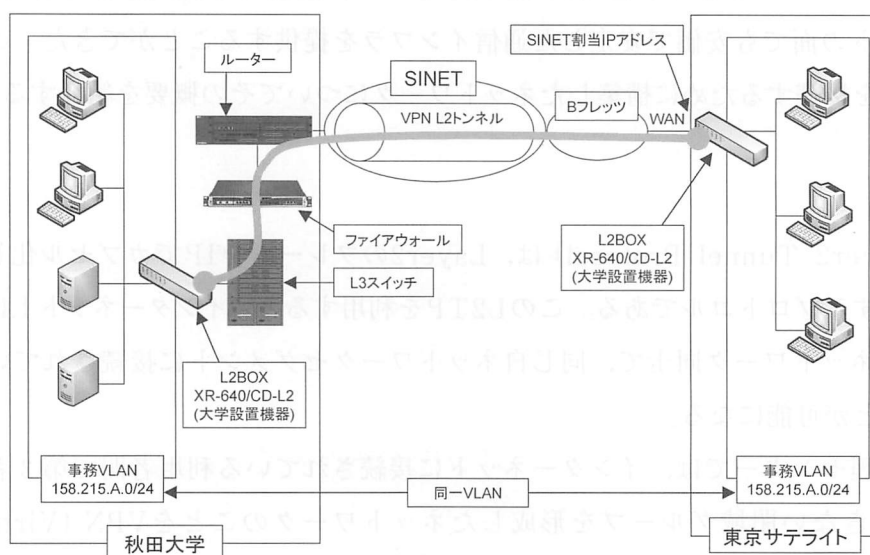 ルーター
SINET割当IPアドレス
SINET
VPN L2トンネル
Bフレッツ
WAN
ファイアウォール
L3スイッチ
L2BOX
XR-640/CD-L2
(大学設置機器)
L2BOX
XR-640/CD-L2
(大学設置機器)
事務VLAN
158.215.A.0/24
同一VLAN
事務VLAN
158.215.A.0/24
秋田大学
東京サテライト